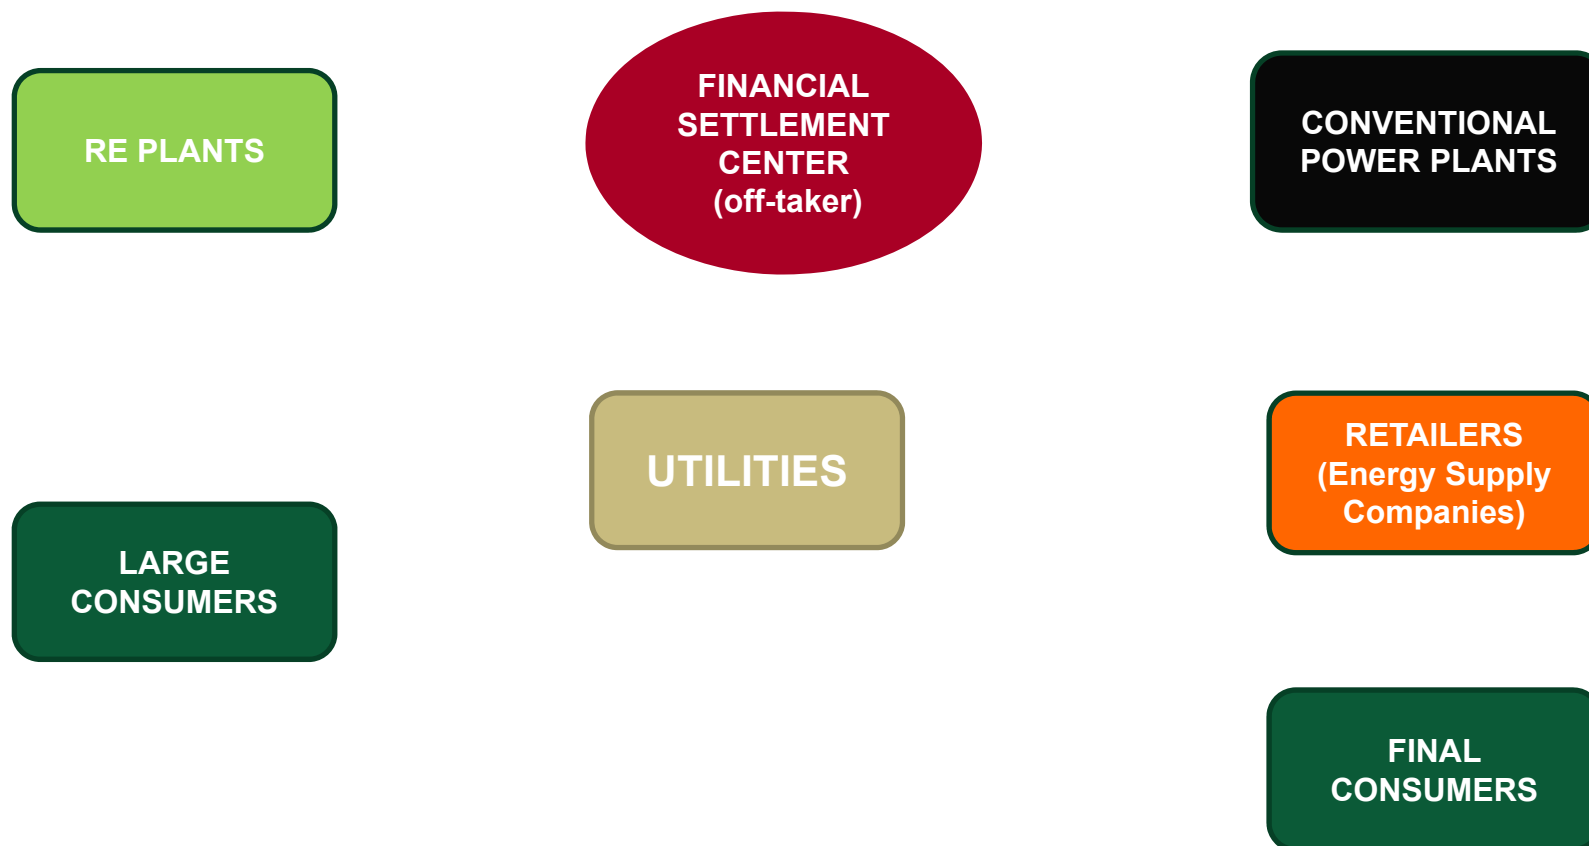 RE PLANTS
FINANCIAL
SETTLEMENT
CENTER
(off-taker)
CONVENTIONAL
POWER PLANTS
UTILITIES
RETAILERS
(Energy Supply
Companies)
LARGE
CONSUMERS
FINAL
CONSUMERS